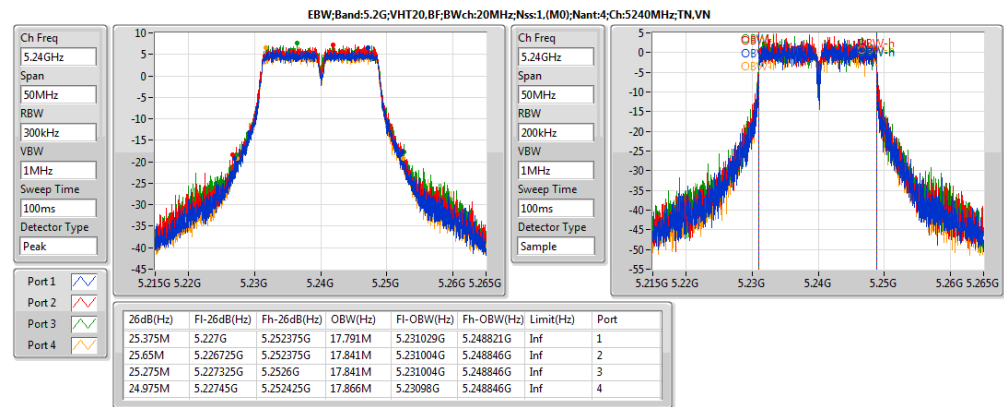 EBW;Band:5.2G;VHT20,BF;BWch:20MHz;Nss:1,(M0);Nant:4;Ch:5240MHz;TN,VN
Ch Freq
5.24GHz
Span
50MHz
RBW
300kHz
VBW
1MHz
Sweep Time
100ms
Detector Type
Peak
10
5
0
-5
-10
-15
-20
-25
-30
-35
-40
-45
5.215G 5.22G 5.23G 5.24G 5.25G 5.26G 5.265G
Ch Freq
5.24GHz
Span
50MHz
RBW
200kHz
VBW
1MHz
Sweep Time
100ms
Detector Type
Sample
5
0
-5
-10
-15
-20
-25
-30
-35
-40
-45
-50
-55
5.215G 5.22G 5.23G 5.24G 5.25G 5.26G 5.265G
Port 1
Port 2
Port 3
Port 4
26dB(Hz) Fl-26dB(Hz) Fh-26dB(Hz) OBW(Hz) Fl-OBW(Hz) Fh-OBW(Hz) Limit(Hz) Port
25.375M 5.227G 5.252375G 17.791M 5.231029G 5.248821G Inf 1
25.65M 5.226725G 5.252375G 17.841M 5.231004G 5.248846G Inf 2
25.275M 5.227325G 5.2526G 17.841M 5.231004G 5.248846G Inf 3
24.975M 5.22745G 5.252425G 17.866M 5.23098G 5.248846G Inf 4